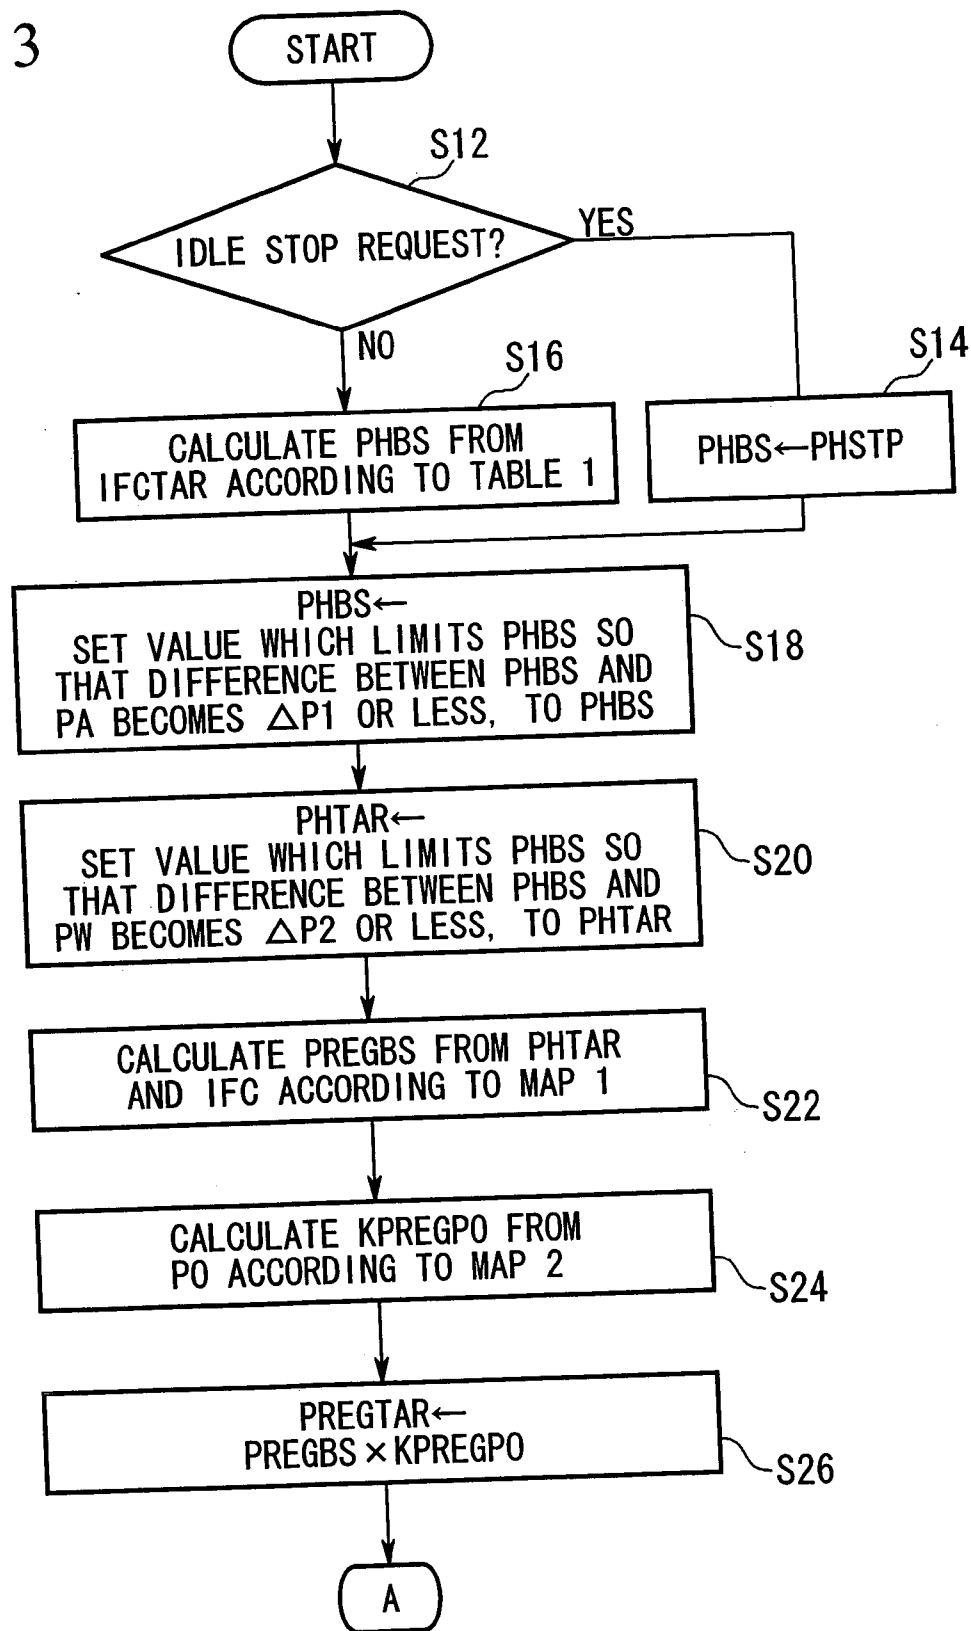 3
START
S12
IDLE STOP REQUEST?
YES
NO
S16
S14
CALCULATE PHBS FROM
IFCTAR ACCORDING TO TABLE 1
PHBS←PHSTP
PHBS←
SET VALUE WHICH LIMITS PHBS SO
THAT DIFFERENCE BETWEEN PHBS AND
PA BECOMES △P1 OR LESS, TO PHBS
S18
PHTAR←
SET VALUE WHICH LIMITS PHBS SO
THAT DIFFERENCE BETWEEN PHBS AND
PW BECOMES △P2 OR LESS, TO PHTAR
S20
CALCULATE PREGBS FROM PHTAR
AND IFC ACCORDING TO MAP 1
S22
CALCULATE KPREGPO FROM
PO ACCORDING TO MAP 2
S24
PREGTAR←
PREGBS×KPREGPO
S26
A